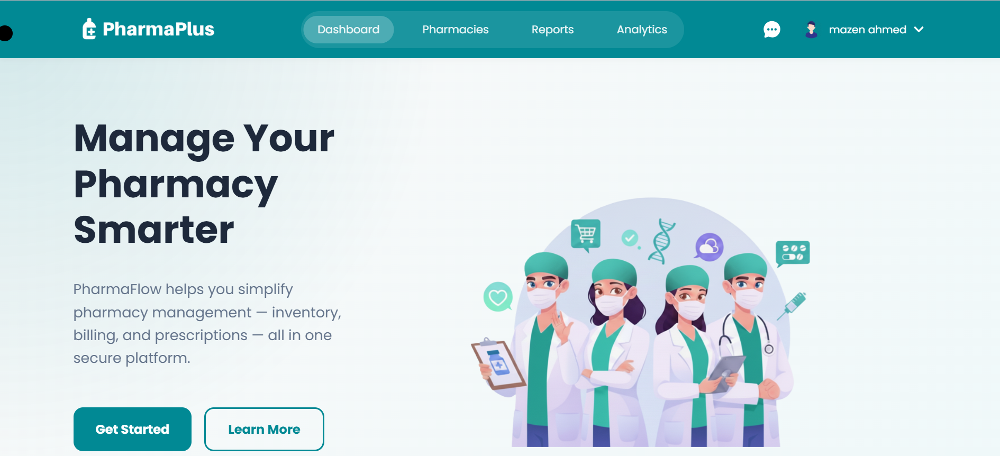 PharmaPlus
Dashboard
Pharmacies
Reports
Analytics
mazen ahmed
Manage Your
Pharmacy
Smarter
PharmaFlow helps you simplify
pharmacy management — inventory,
billing, and prescriptions — all in one
secure platform.
Get Started
Learn More